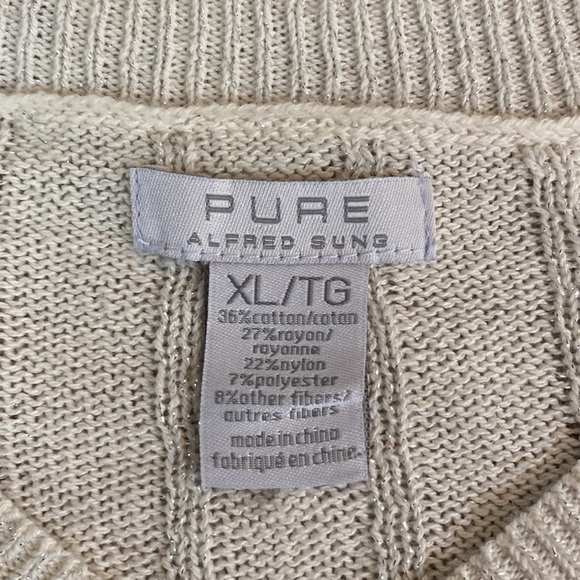 PURE
ALFRED SUNG
XL/TG
36%cotton/coton
27%rayon/
rayonne
22%nylon
7%polyester
8%other fibers/
autres fibers
made in china
fabriqué en chine.